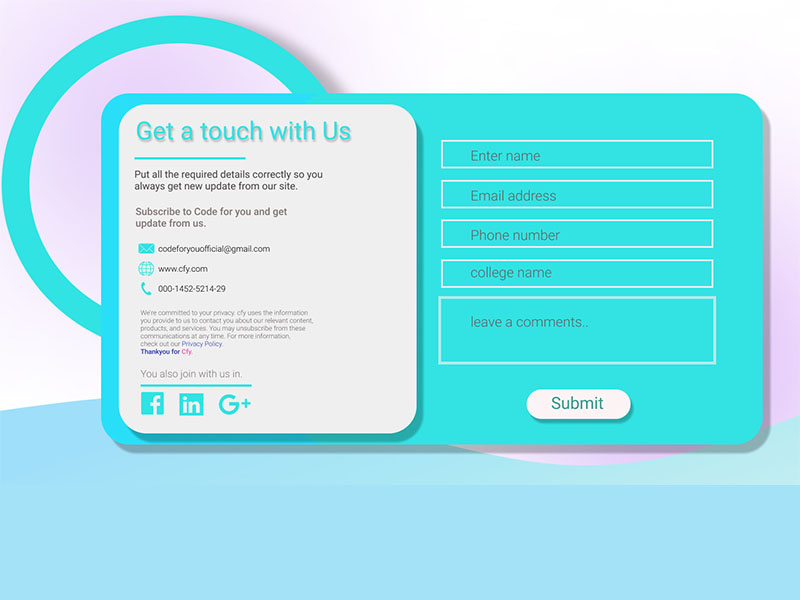 Get a touch with Us
Put all the required details correctly so you
always get new update from our site.
Subscribe to Code for you and get
update from us.
codeforyouofficial@gmail.com
www.cfy.com
000-1452-5214-29
We're committed to your privacy. cfy uses the information
you provide to us to contact you about our relevant content,
products, and services. You may unsubscribe from these
communications at any time. For more information,
check out our Privacy Policy.
Thankyou for Cfy.
You also join with us in.
f in G+
Enter name
Email address
Phone number
college name
leave a comments..
Submit